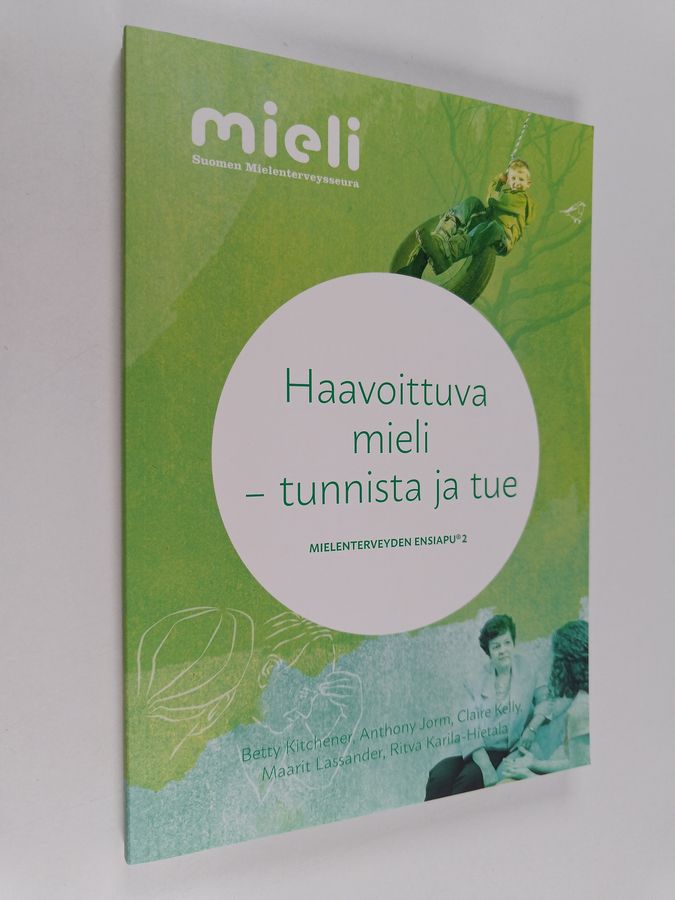 mieli
Suomen Mielenterveysseura
Haavoittuva
mieli
– tunnista ja tue
MIELENTERVEYDEN ENSIAPU® 2
Betty Kitchener, Anthony Jorm, Claire Kelly,
Maarit Lassander, Ritva Karila-Hietala